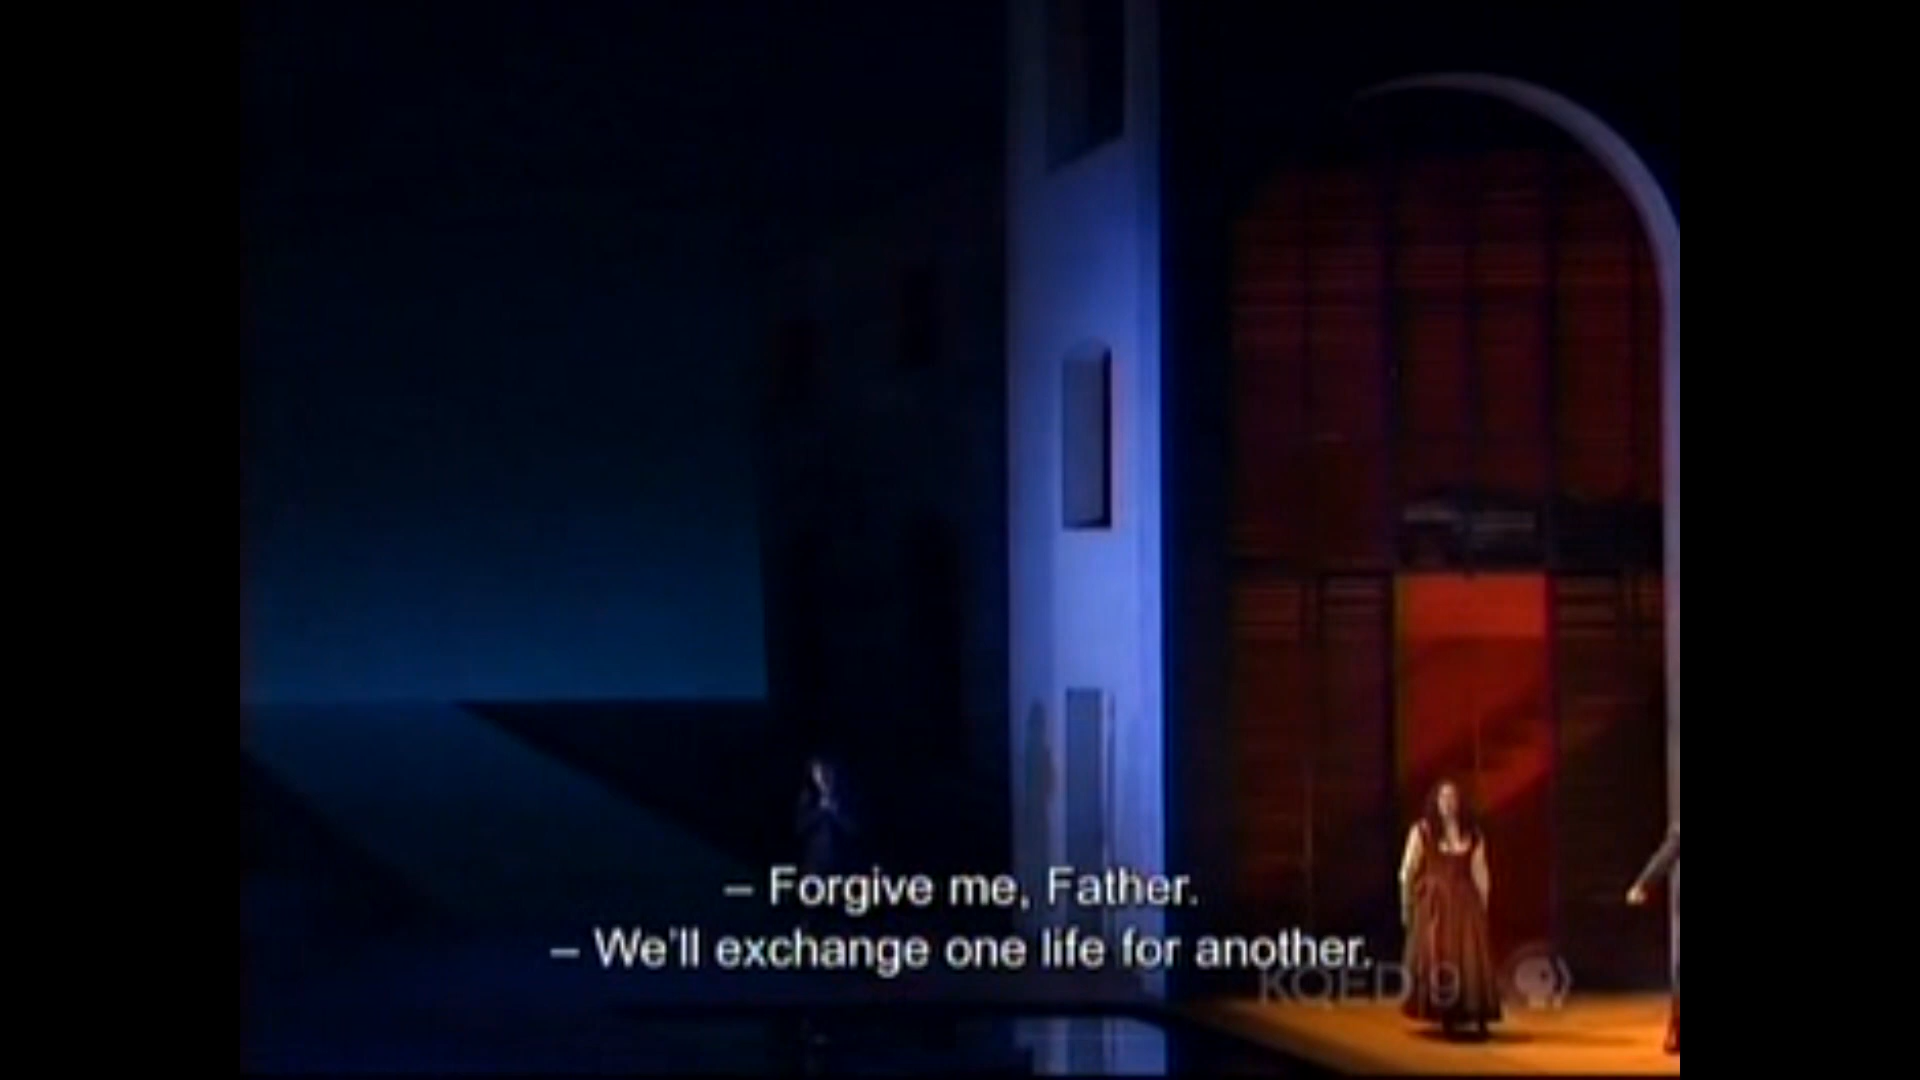 – Forgive me, Father.
– We'll exchange one life for another.
KQED 9